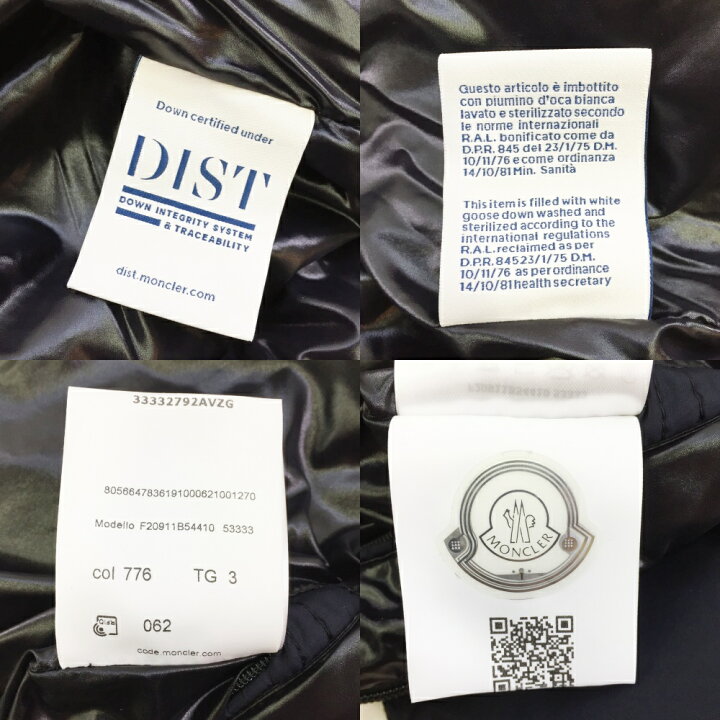 Down certified under
DIST
DOWN INTEGRITY SYSTEM
& TRACEABILITY
dist.moncler.com
Questo articolo è imbottito
con piumino d'oca bianca
lavato e sterilizzato secondo
le norme internazionali
R.A.L. bonificato come da
D.P.R. 845 del 23/1/75 D.M.
10/11/76 e come ordinanza
14/10/81 Min. Sanità
This item is filled with white
goose down washed and
sterilized according to the
international regulations
R.A.L. reclaimed as per
D.P.R. 84523/1/75 D.M.
10/11/76 as per ordinance
14/10/81 health secretary
33332792AVZG
8056647836191000621001270
Modello F20911B54410 53333
col 776 TG 3
062
code.moncler.com
F20911B54410 53333
MONCLER